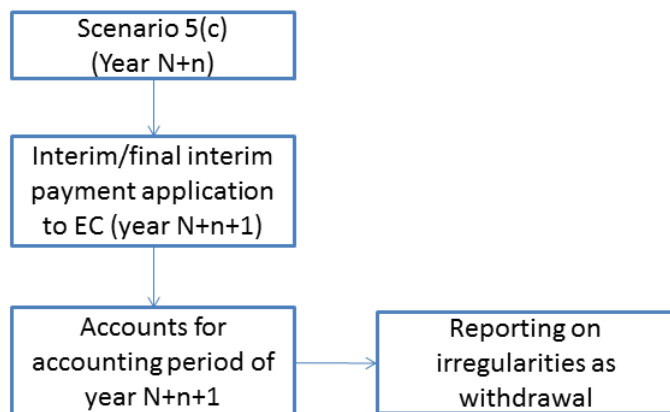 Scenario 5(c)
(Year N+n)
Interim/final interim
payment application
to EC (year N+n+1)
Accounts for
accounting period of
year N+n+1
Reporting on
irregularities as
withdrawal